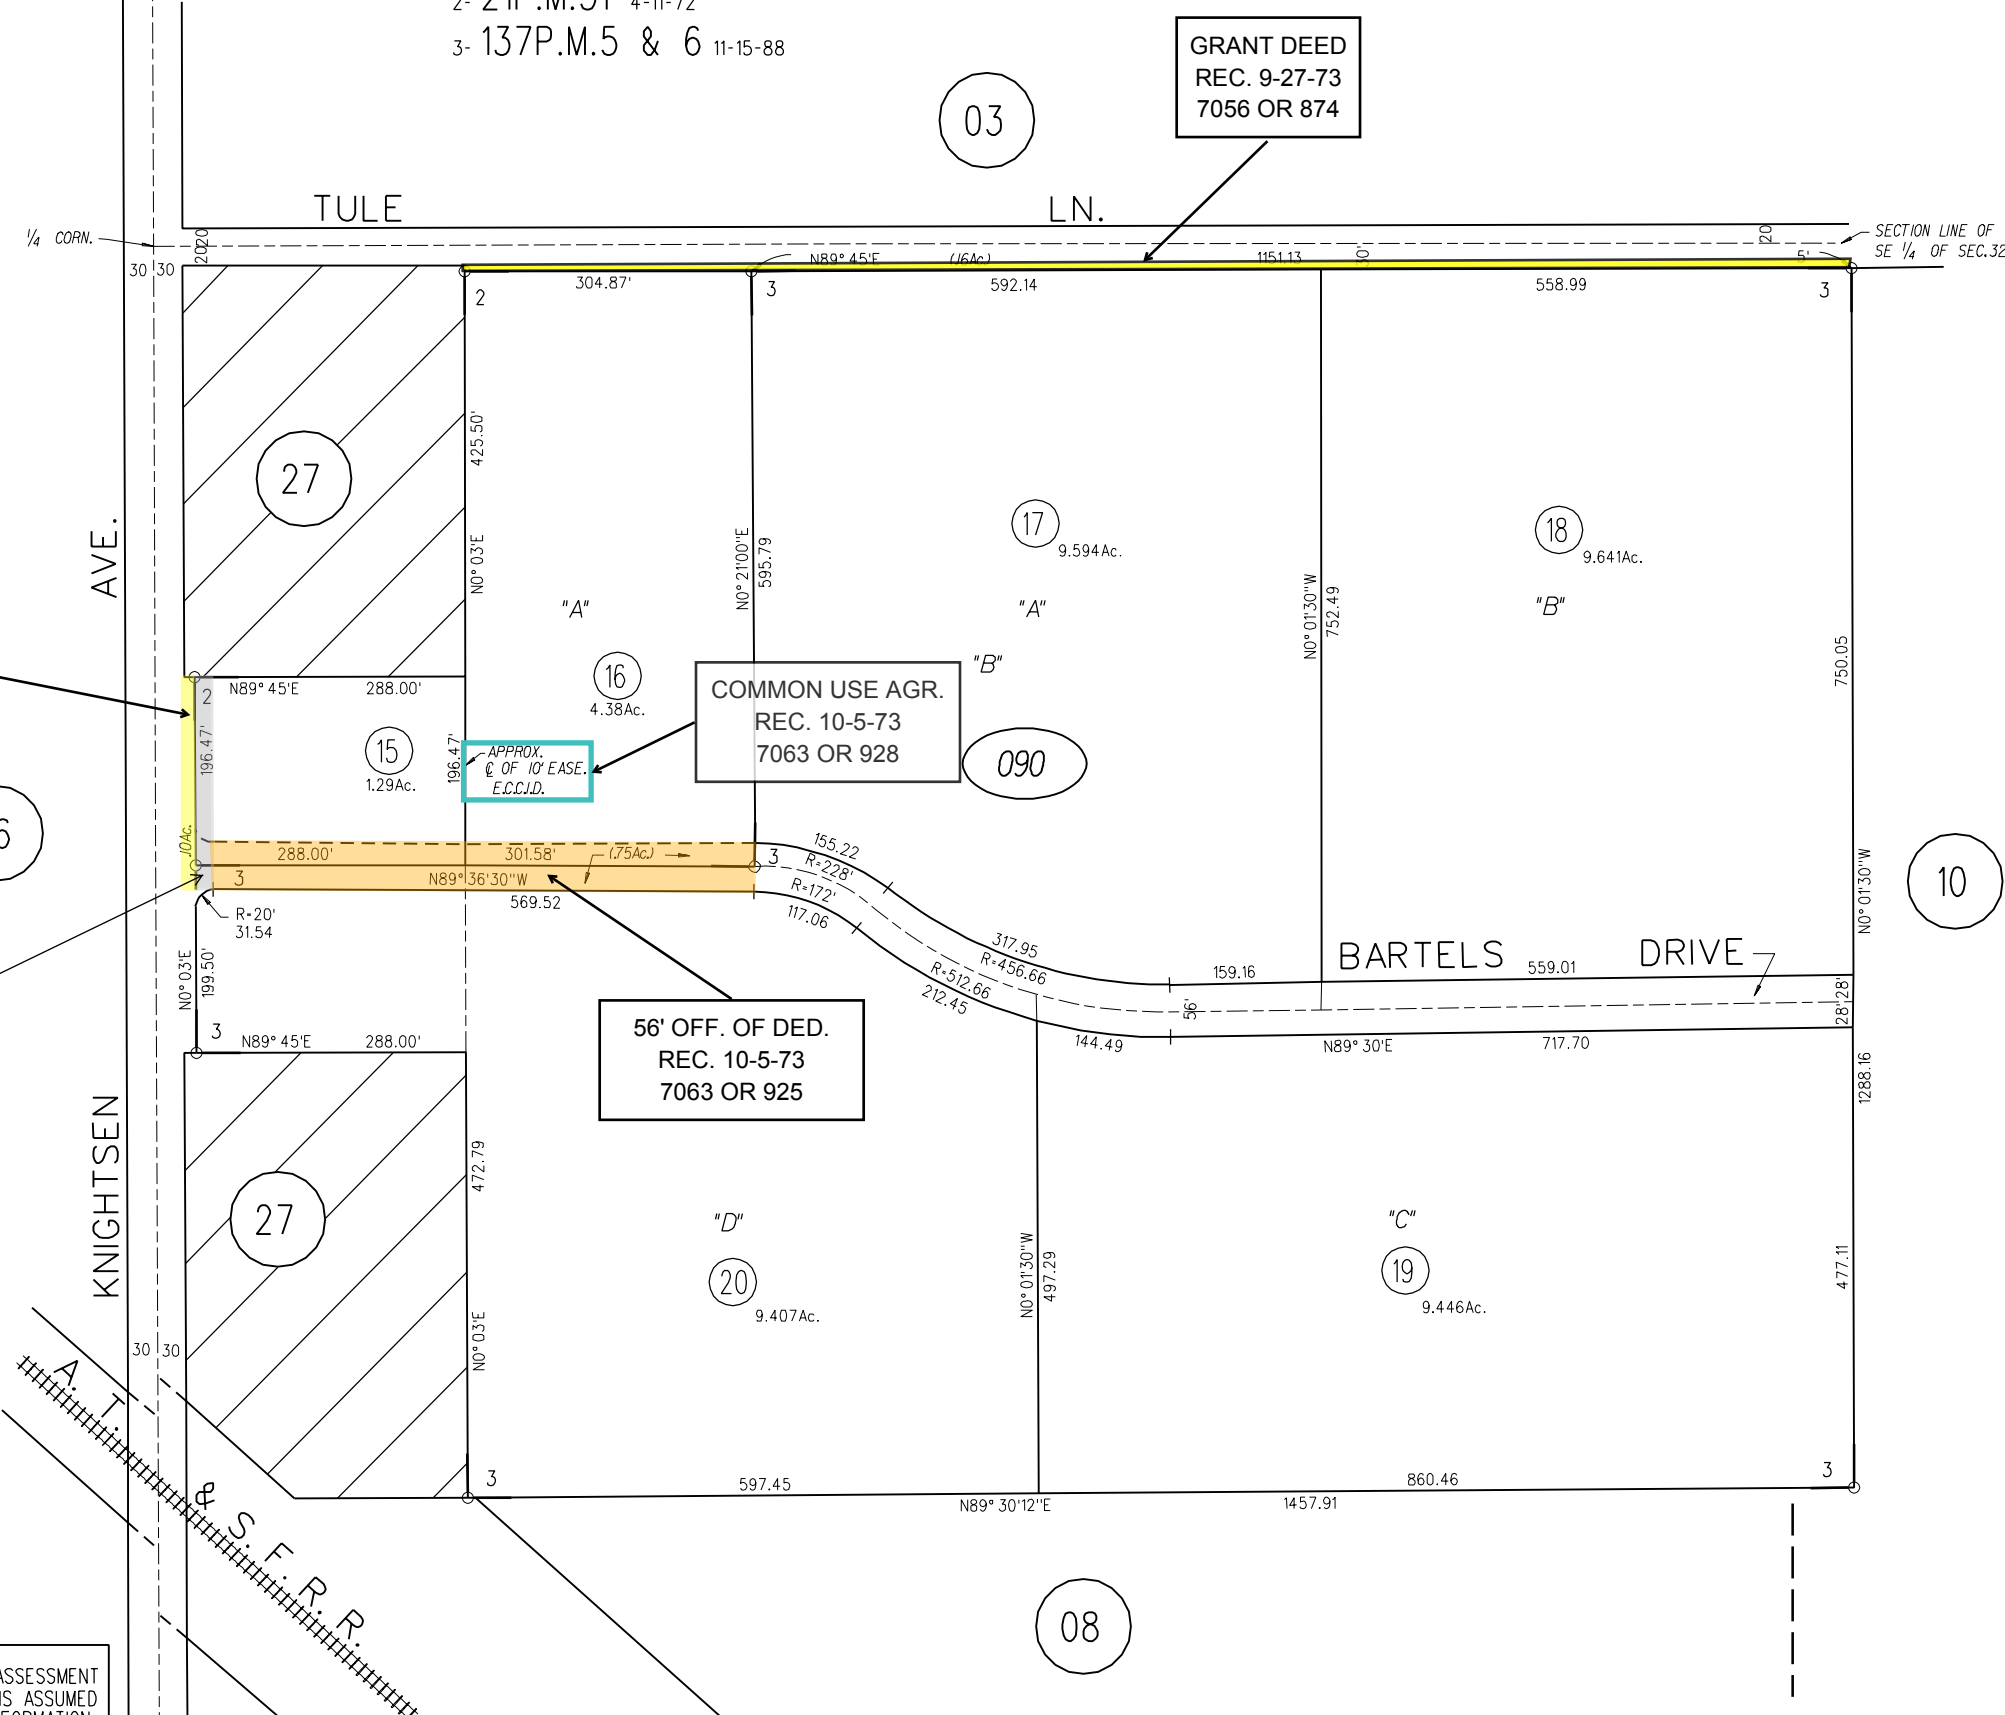 2- 21P.M.31 4-11-72
3- 137P.M.5 & 6 11-15-88
GRANT DEED
REC. 9-27-73
7056 OR 874
03
TULE LN.
1/4 CORN.
20 20
20
SECTION LINE OF
SE 1/4 OF SEC.32
30 30
N89° 45'E (.16Ac.) 1151.13 30' 5'
304.87' 592.14 558.99
2 3 3
425.50'
N0° 03'E
27
AVE.
N0° 21'00"E
595.79
17
9.594Ac.
18
9.641Ac.
"A" "A" "B"
"B"
N0° 01'30"W
752.49
750.05
16
4.38Ac.
N89° 45'E 288.00'
2
196.47'
15
1.29Ac.
196.47'
APPROX.
℄ OF 10' EASE.
E.C.C.I.D.
COMMON USE AGR.
REC. 10-5-73
7063 OR 928
090
6
.10Ac.
288.00' 301.58' (.75Ac.)
3
N89° 36'30"W
3
569.52
155.22
R=228'
R=172'
117.06
R=20'
31.54
N0° 03'E
199.50'
3
317.95
R=456.66
R=512.66
212.45
144.49
159.16
56'
BARTELS DRIVE
559.01
28' 28'
N0° 01'30"W
10
N89° 30'E 717.70
1288.16
N89° 45'E 288.00'
56' OFF. OF DED.
REC. 10-5-73
7063 OR 925
KNIGHTSEN
472.79
N0° 03'E
27
"D"
20
9.407Ac.
N0° 01'30"W
497.29
"C"
19
9.446Ac.
477.11
30 30
A. T. & S. F. R. R.
3
597.45
N89° 30'12"E
1457.91
860.46
3
08
ASSESSMENT
IS ASSUMED